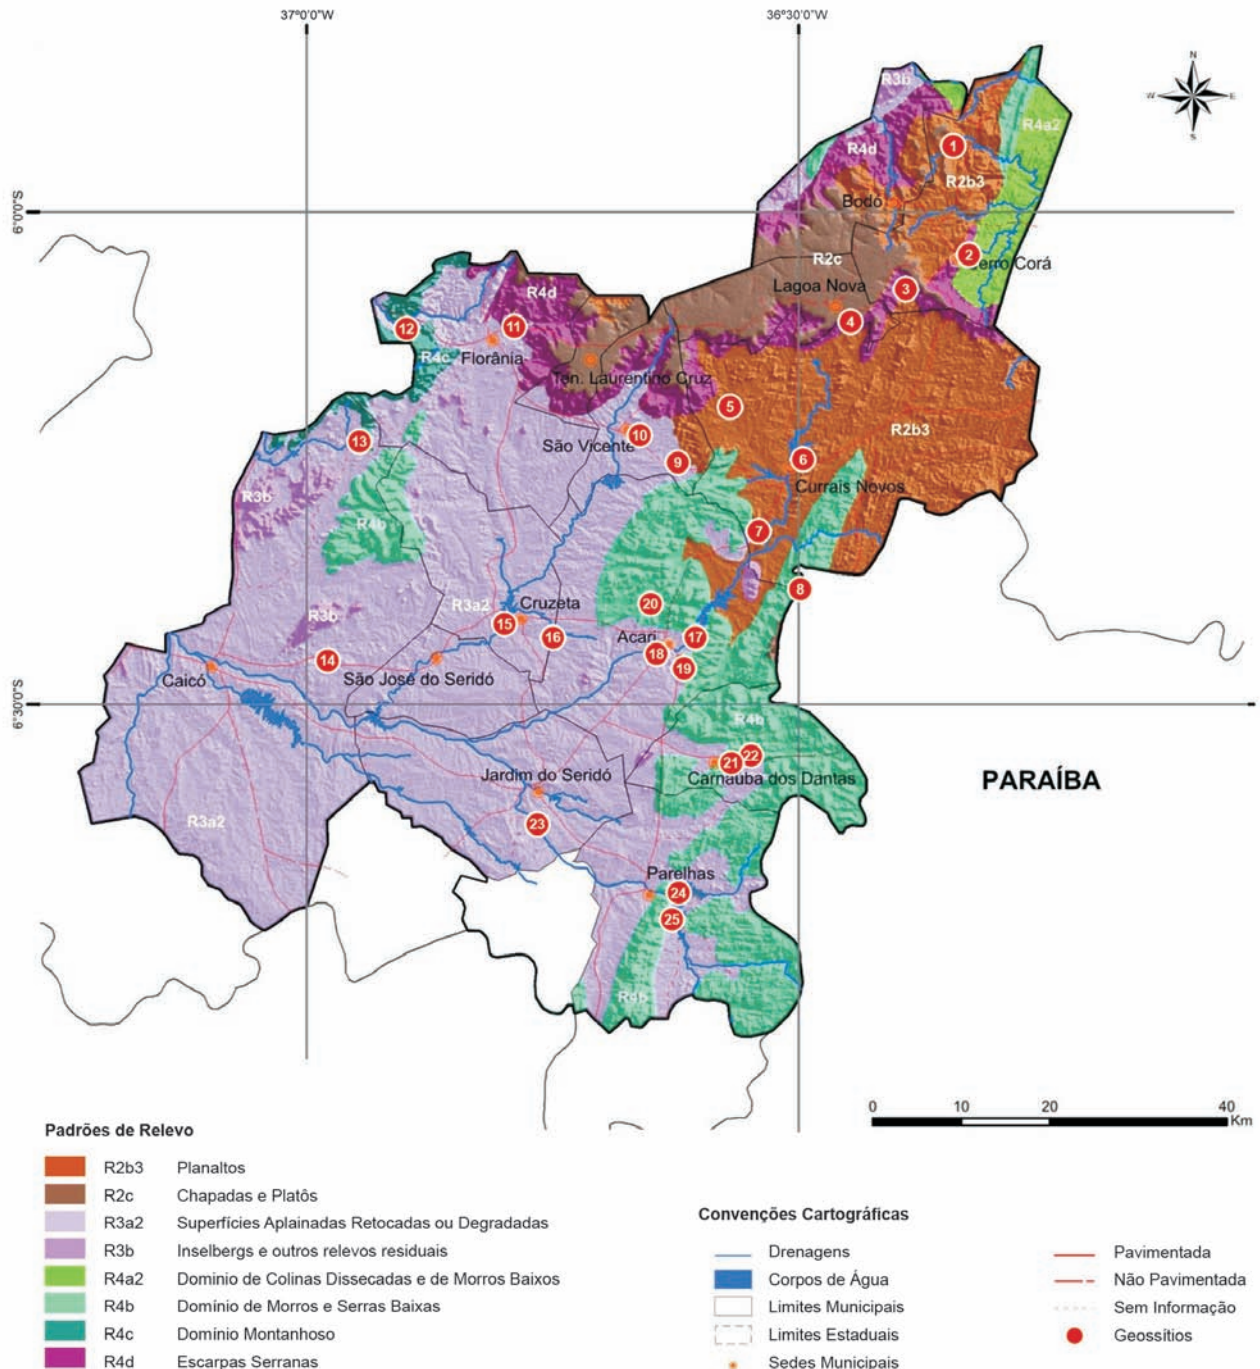 37°0'0"W
36°30'0"W
N
W
E
S
R3b
R4a2
R4d
1
R2b3
Bodó
6°0'0"S
2
Cerro Corá
R2c
3
Lagoa Nova
R4d
4
12
11
R4c
Florânia
Ten. Laurentino Cruz
5
R2b3
13
10
São Vicente
9
6
R3b
Currais Novos
R4b
7
8
R3a2
Cruzeta
20
R3b
15
16
Acari
17
14
18
19
Caicó
São José do Seridó
6°30'0"S
R4b
22
21
Carnaúba dos Dantas
Jardim do Seridó
PARAÍBA
R3a2
23
Parelhas
24
25
R4b
0
10
20
40
Km
Padrões de Relevo
R2b3 Planaltos
R2c Chapadas e Platôs
R3a2 Superfícies Aplainadas Retocadas ou Degradadas
R3b Inselbergs e outros relevos residuais
R4a2 Dominio de Colinas Dissecadas e de Morros Baixos
R4b Domínio de Morros e Serras Baixas
R4c Domínio Montanhoso
R4d Escarpas Serranas
Convenções Cartográficas
Drenagens
Corpos de Água
Limites Municipais
Limites Estaduais
Sedes Municipais
Pavimentada
Não Pavimentada
Sem Informação
Geossítios